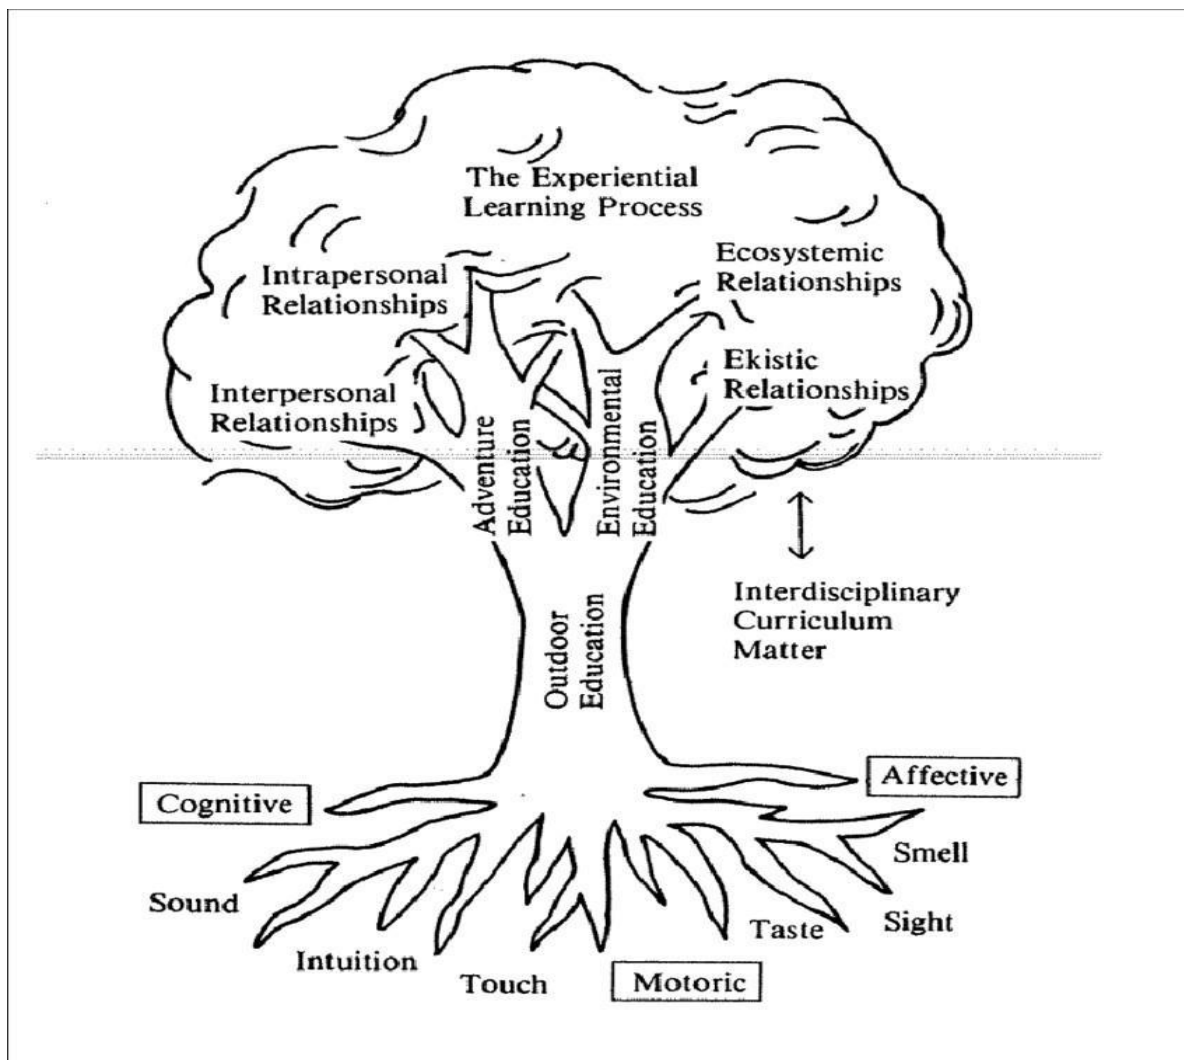 The Experiential
Learning Process
Intrapersonal
Relationships
Ecosystemic
Relationships
Interpersonal
Relationships
Ekistic
Relationships
Adventure
Education
Environmental
Education
Interdisciplinary
Curriculum
Matter
Outdoor
Education
Cognitive
Affective
Smell
Sound
Sight
Taste
Intuition
Touch
Motoric